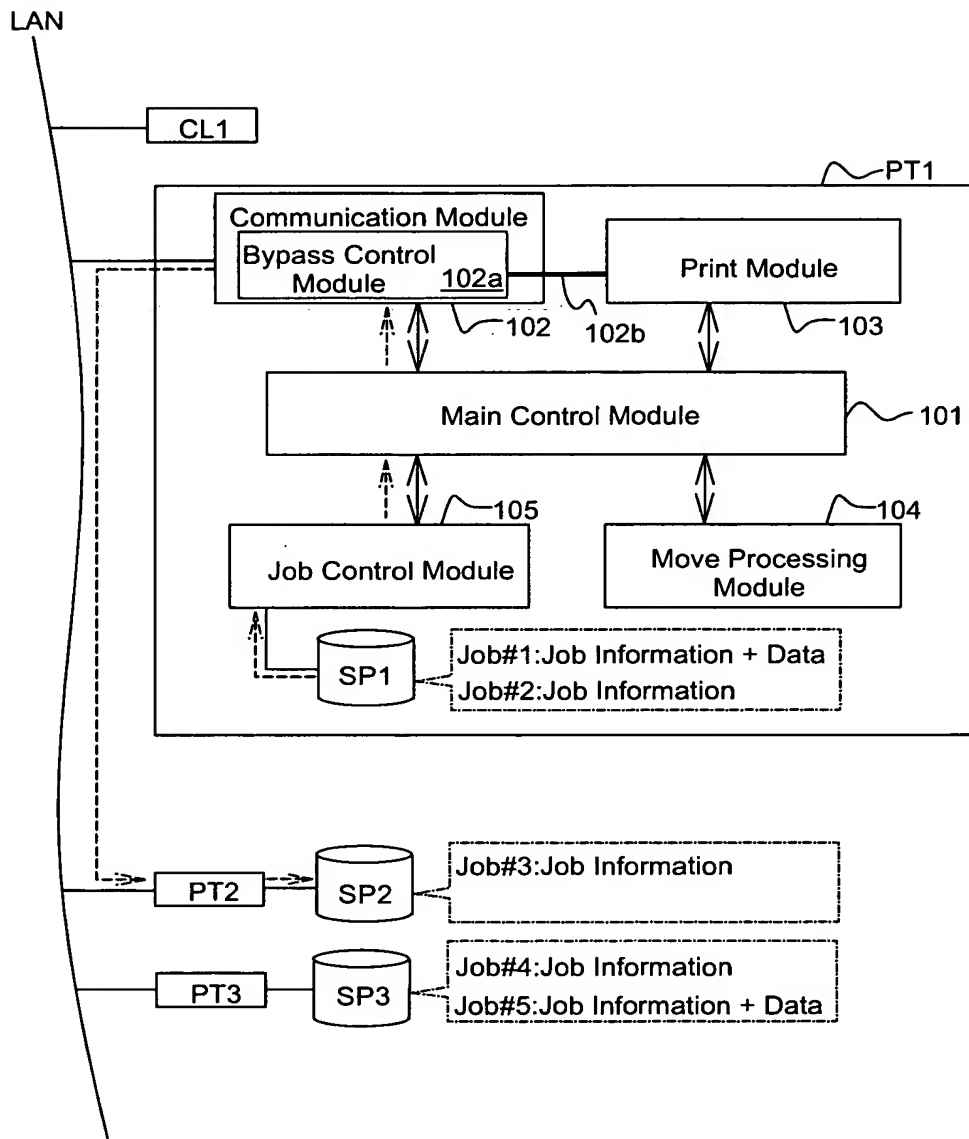 LAN
CL1
PT1
Communication Module
Bypass Control
Module
102a
Print Module
102
102b
103
Main Control Module
101
105
104
Job Control Module
Move Processing
Module
SP1
Job#1:Job Information + Data
Job#2:Job Information
PT2
SP2
Job#3:Job Information
PT3
SP3
Job#4:Job Information
Job#5:Job Information + Data